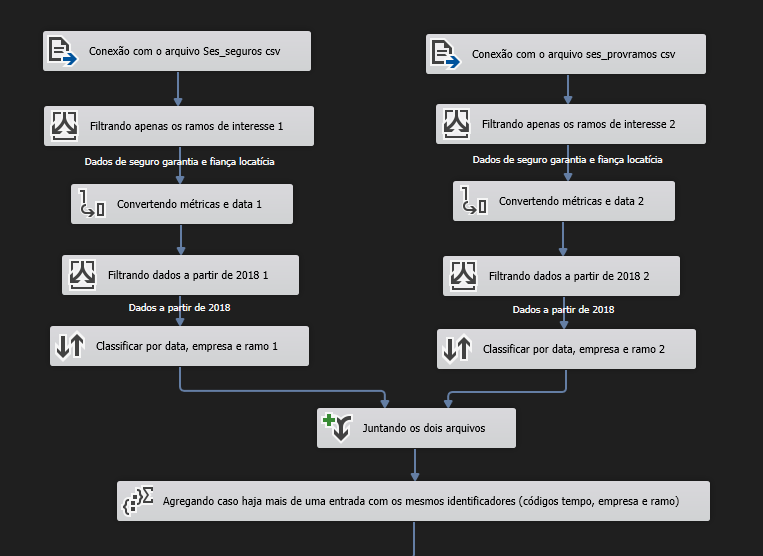 Conexão com o arquivo Ses_seguros csv
Filtrando apenas os ramos de interesse 1
Dados de seguro garantia e fiança locatícia
Convertendo métricas e data 1
Filtrando dados a partir de 2018 1
Dados a partir de 2018
Classificar por data, empresa e ramo 1
Conexão com o arquivo ses_provramos csv
Filtrando apenas os ramos de interesse 2
Dados de seguro garantia e fiança locatícia
Convertendo métricas e data 2
Filtrando dados a partir de 2018 2
Dados a partir de 2018
Classificar por data, empresa e ramo 2
Juntando os dois arquivos
Agregando caso haja mais de uma entrada com os mesmos identificadores (códigos tempo, empresa e ramo)